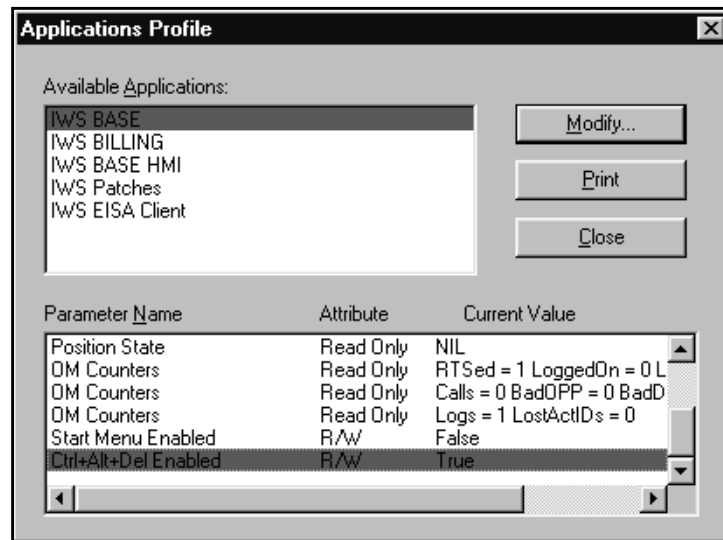 Applications Profile
Available Applications:
IWS BASE
IWS BILLING
IWS BASE HMI
IWS Patches
IWS EISA Client
Modify...
Print
Close
Parameter Name Attribute Current Value
Position State Read Only NIL
OM Counters Read Only RTSed = 1 LoggedOn = 0 L
OM Counters Read Only Calls = 0 BadOPP = 0 BadD
OM Counters Read Only Logs = 1 LostActIDs = 0
Start Menu Enabled R/W False
Ctrl+Alt+Del Enabled R/W True